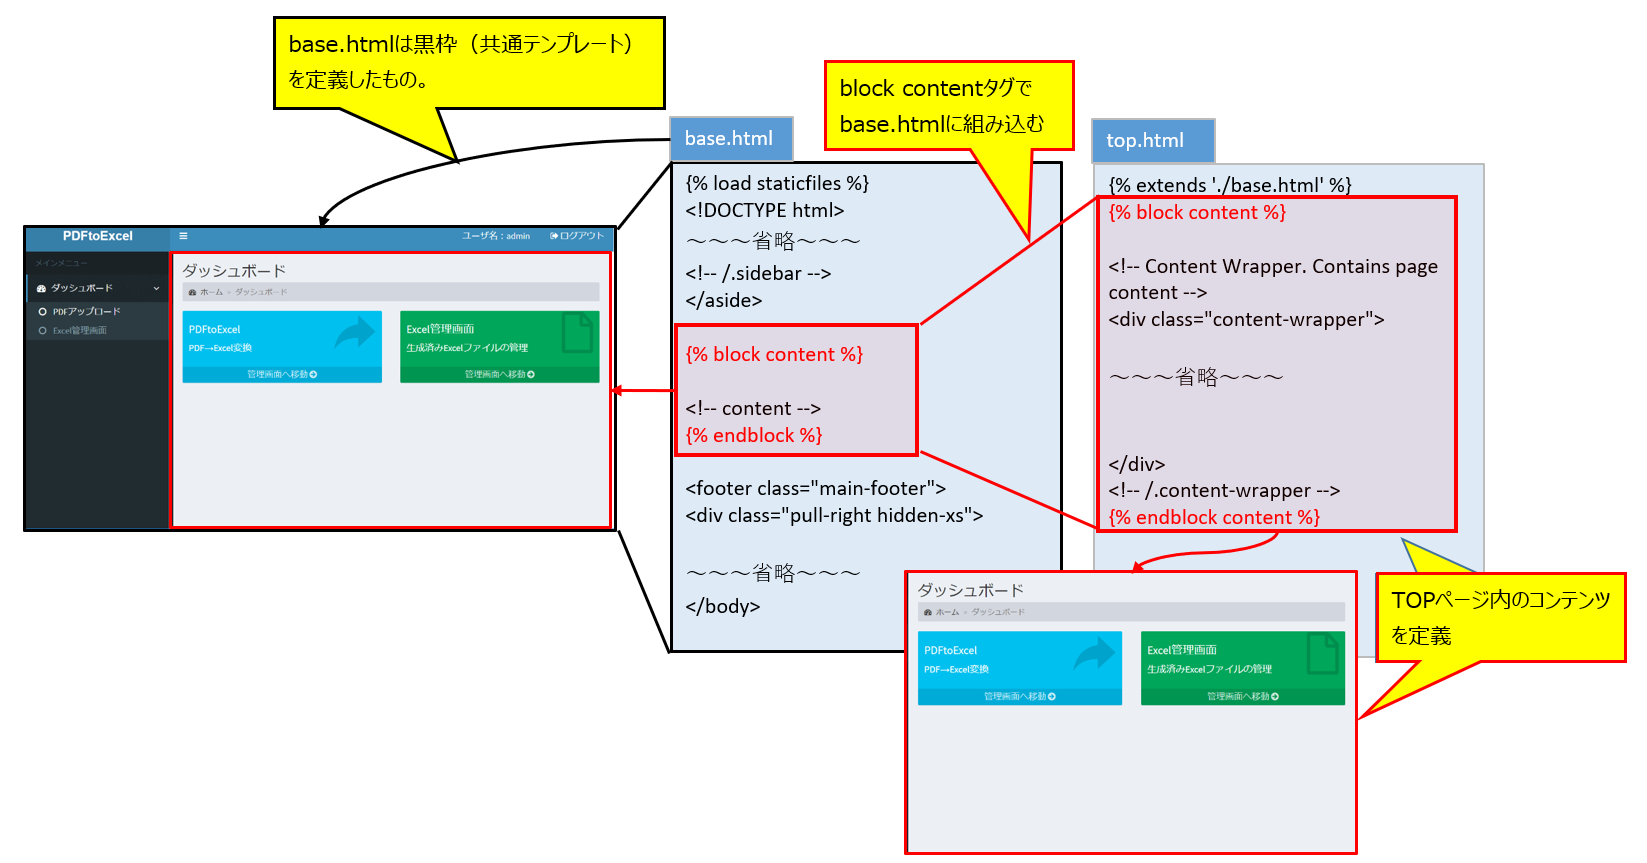 base.htmlは黒枠（共通テンプレート）
を定義したもの。
block contentタグで
base.htmlに組み込む
base.html
top.html
{% load staticfiles %}
<!DOCTYPE html>
～～～省略～～～
<!-- /.sidebar -->
</aside>
{% block content %}
<!-- content -->
{% endblock %}
<footer class="main-footer">
<div class="pull-right hidden-xs">
～～～省略～～～
</body>
{% extends './base.html' %}
{% block content %}
<!-- Content Wrapper. Contains page
content -->
<div class="content-wrapper">
～～～省略～～～
</div>
<!-- /.content-wrapper -->
{% endblock content %}
PDFtoExcel
ユーザ名：admin
ログアウト
メインメニュー
ダッシュボード
PDFアップロード
Excel管理画面
ダッシュボード
ホーム > ダッシュボード
PDFtoExcel
PDF→Excel変換
管理画面へ移動
Excel管理画面
生成済みExcelファイルの管理
管理画面へ移動
ダッシュボード
ホーム > ダッシュボード
PDFtoExcel
PDF→Excel変換
管理画面へ移動
Excel管理画面
生成済みExcelファイルの管理
管理画面へ移動
TOPページ内のコンテンツ
を定義